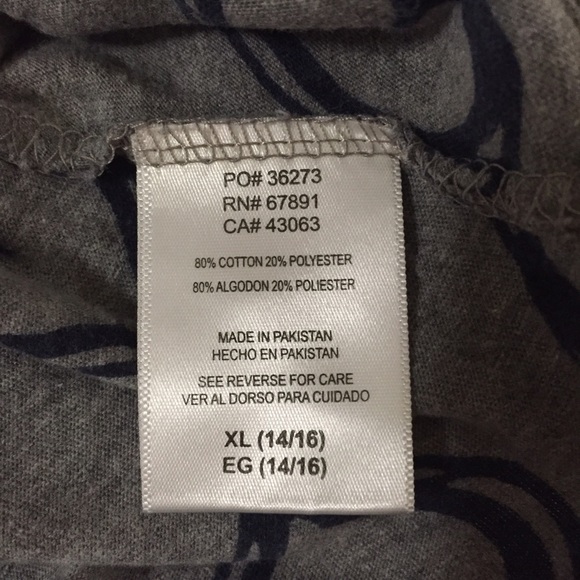 PO# 36273
RN# 67891
CA# 43063
80% COTTON 20% POLYESTER
80% ALGODON 20% POLIESTER
MADE IN PAKISTAN
HECHO EN PAKISTAN
SEE REVERSE FOR CARE
VER AL DORSO PARA CUIDADO
XL (14/16)
EG (14/16)